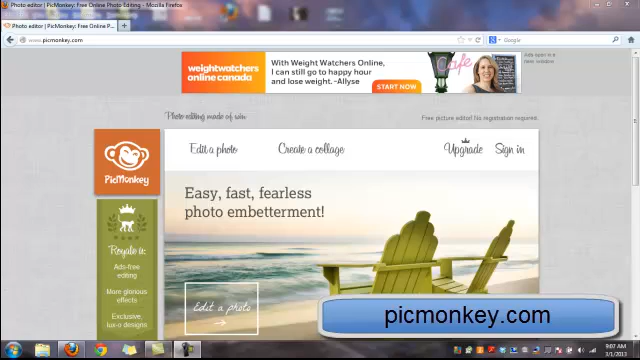 Photo editor | PicMonkey: Free Online Photo Editing - Mozilla Firefox
Photo editor | PicMonkey: Free Online P...
www.picmonkey.com
Google
weightwatchers
online canada
With Weight Watchers Online,
I can still go to happy hour
and lose weight. -Allyse
START NOW
Cafe
Photo editing made of win
Free picture editor! No registration required.
PicMonkey
Edit a photo
Create a collage
Upgrade
Sign in
Easy, fast, fearless
photo embetterment!
Royale is:
Ads-free
editing
More glorious
effects
Exclusive,
lux-o designs
Edit a photo
picmonkey.com
9:07 AM
3/1/2013